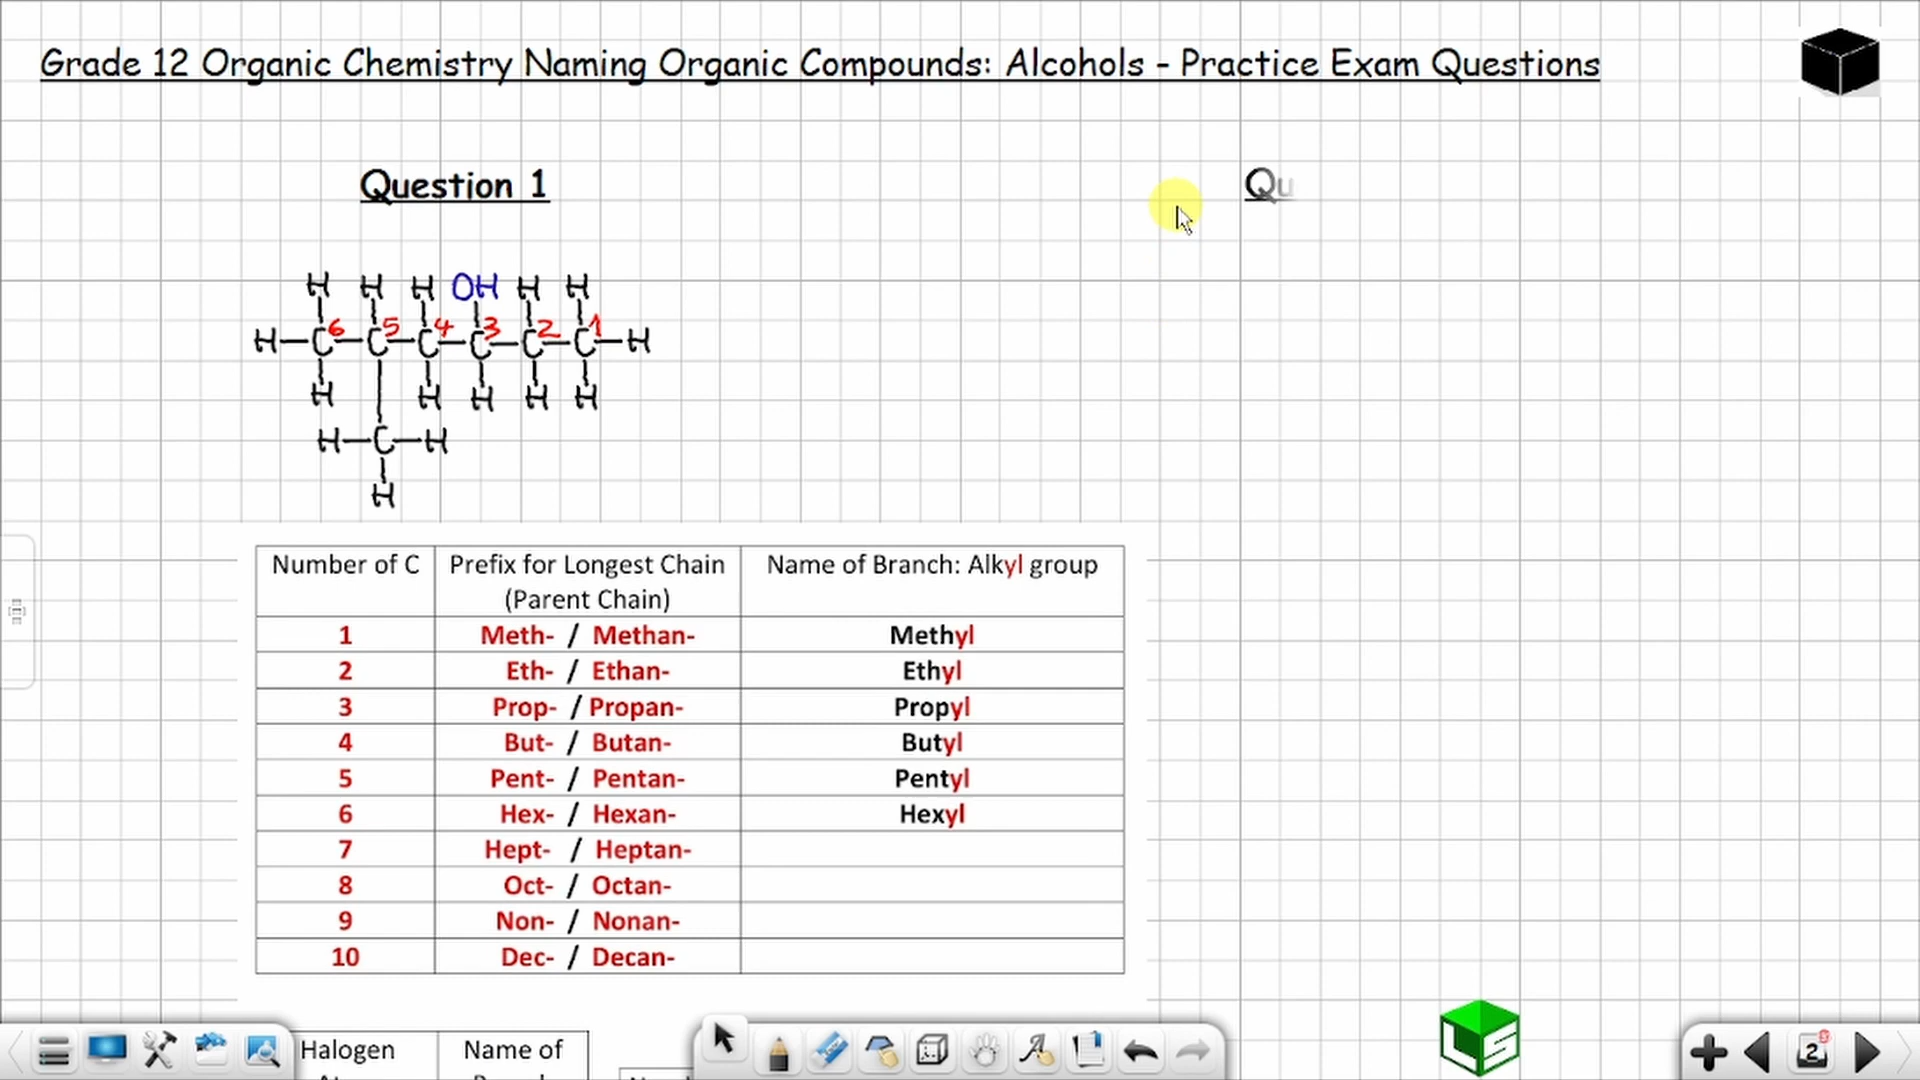 Grade 12 Organic Chemistry Naming Organic Compounds: Alcohols - Practice Exam Questions
Question 1
Qu
H H H OH H H
H-C6-C5-C4-C3-C2-C1-H
H H H H H
H-C-H
H
Number of C Prefix for Longest Chain (Parent Chain) Name of Branch: Alkyl group
1 Meth- / Methan- Methyl
2 Eth- / Ethan- Ethyl
3 Prop- / Propan- Propyl
4 But- / Butan- Butyl
5 Pent- / Pentan- Pentyl
6 Hex- / Hexan- Hexyl
7 Hept- / Heptan-
8 Oct- / Octan-
9 Non- / Nonan-
10 Dec- / Decan-
Halogen Name of
2
LS